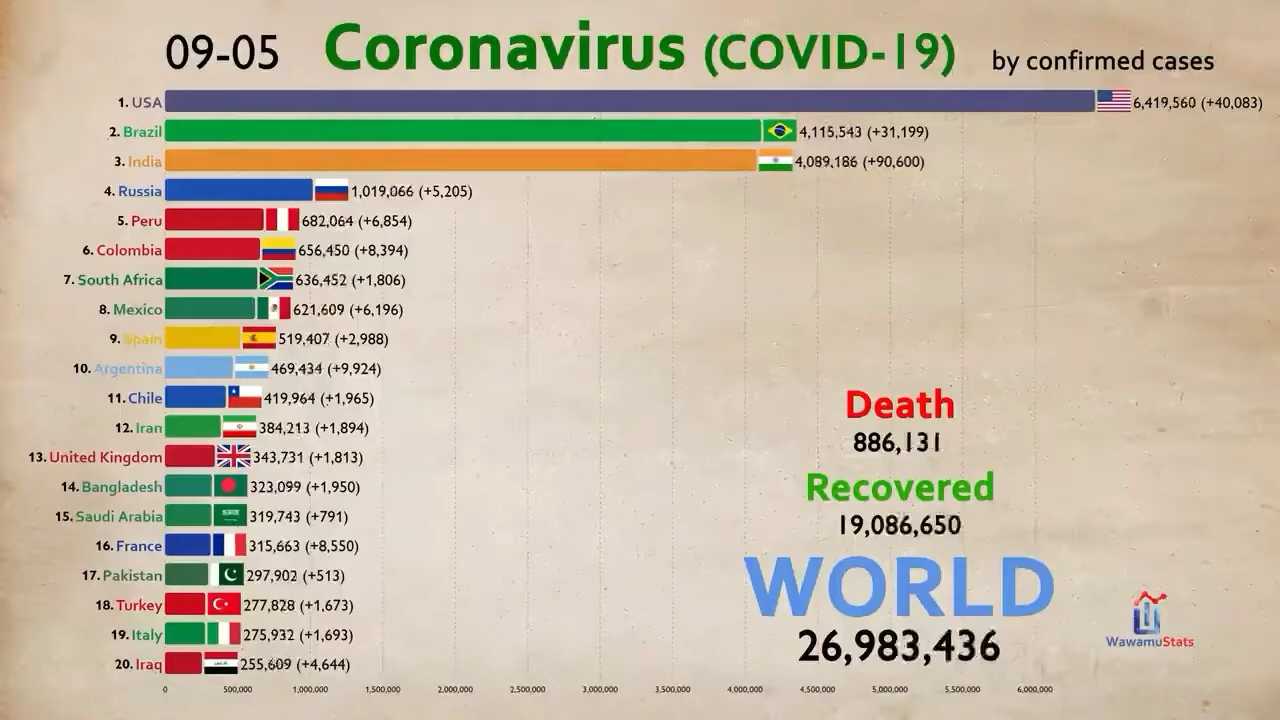 09-05 Coronavirus (COVID-19) by confirmed cases
1. USA 6,419,560 (+40,083)
2. Brazil 4,115,543 (+31,199)
3. India 4,089,186 (+90,600)
4. Russia 1,019,066 (+5,205)
5. Peru 682,064 (+6,854)
6. Colombia 656,450 (+8,394)
7. South Africa 636,452 (+1,806)
8. Mexico 621,609 (+6,196)
9. Spain 519,407 (+2,988)
10. Argentina 469,434 (+9,924)
11. Chile 419,964 (+1,965)
12. Iran 384,213 (+1,894)
13. United Kingdom 343,731 (+1,813)
14. Bangladesh 323,099 (+1,950)
15. Saudi Arabia 319,743 (+791)
16. France 315,663 (+8,550)
17. Pakistan 297,902 (+513)
18. Turkey 277,828 (+1,673)
19. Italy 275,932 (+1,693)
20. Iraq 255,609 (+4,644)
0 500,000 1,000,000 1,500,000 2,000,000 2,500,000 3,000,000 3,500,000 4,000,000 4,500,000 5,000,000 5,500,000 6,000,000
Death
886,131
Recovered
19,086,650
WORLD
26,983,436
WawamuStats